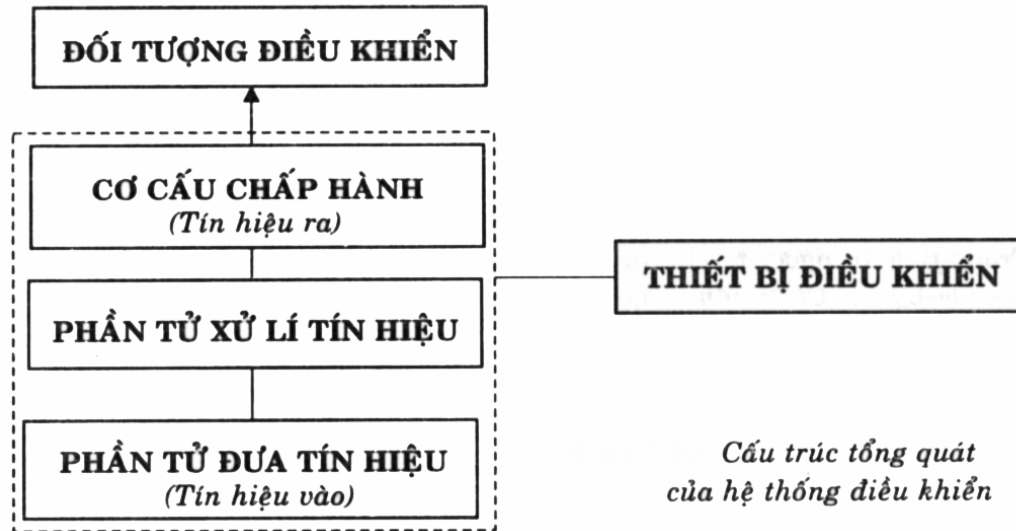 ĐỐI TƯỢNG ĐIỀU KHIỂN
CƠ CẤU CHẤP HÀNH
(Tín hiệu ra)
PHẦN TỬ XỬ LÍ TÍN HIỆU
PHẦN TỬ ĐƯA TÍN HIỆU
(Tín hiệu vào)
THIẾT BỊ ĐIỀU KHIỂN
Cấu trúc tổng quát
của hệ thống điều khiển